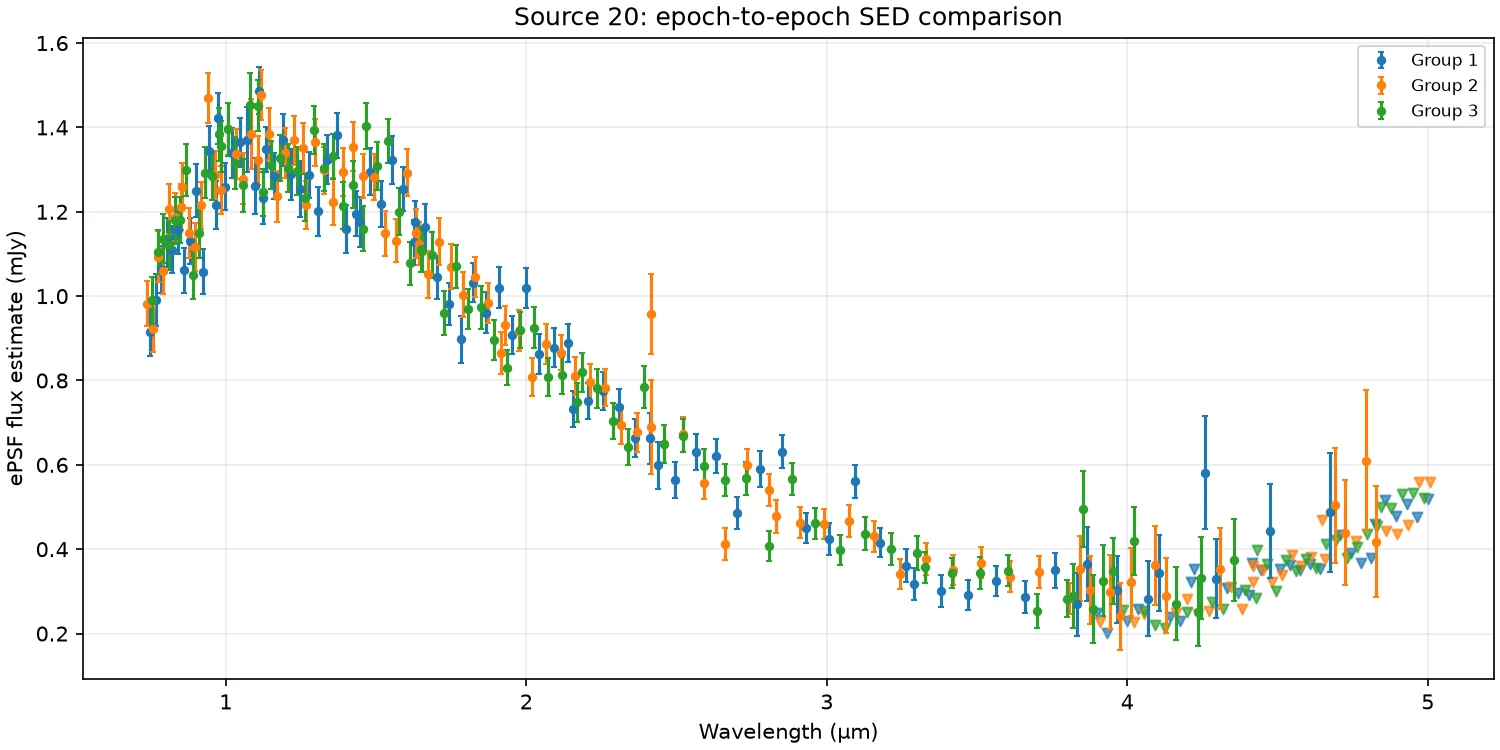 Source 20: epoch-to-epoch SED comparison
ePSF flux estimate (mJy)
1.6
1.4
1.2
1.0
0.8
0.6
0.4
0.2
Group 1
Group 2
Group 3
1 2 3 4 5
Wavelength (μm)